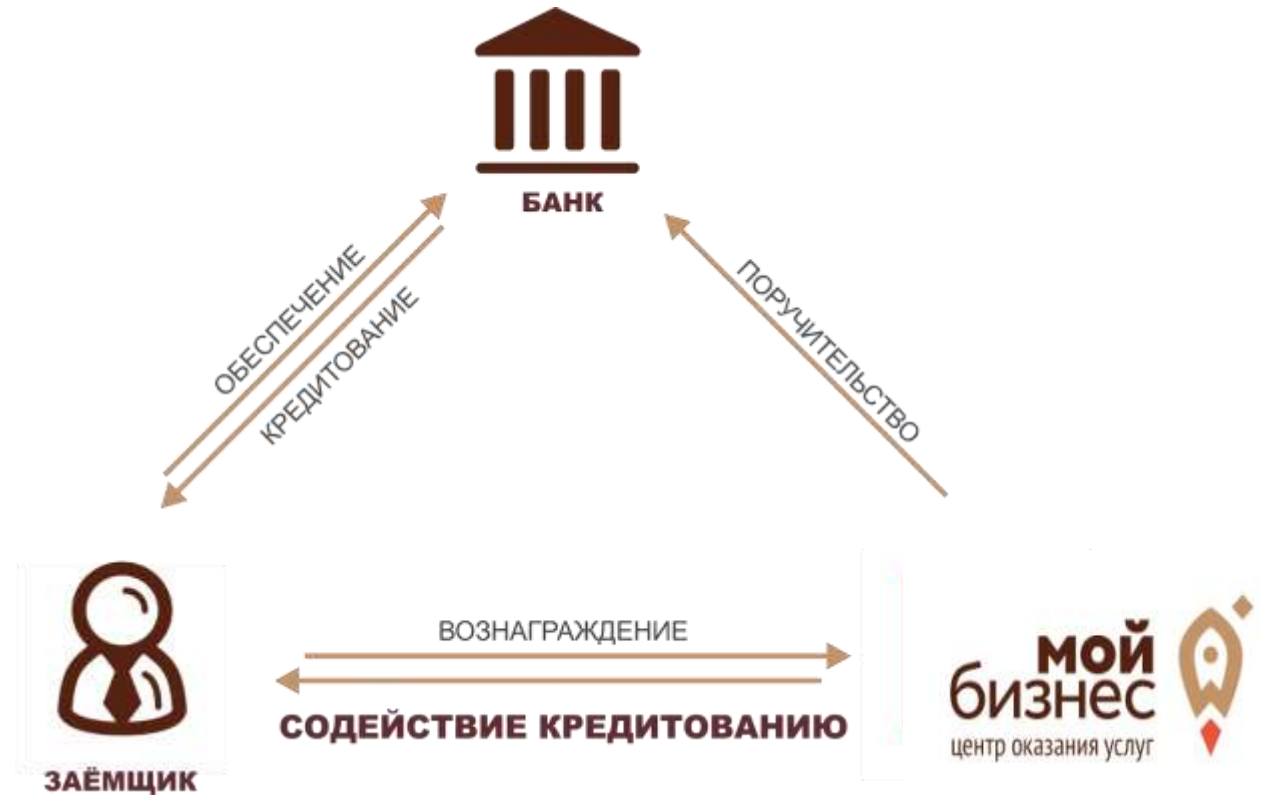 БАНК
ОБЕСПЕЧЕНИЕ
КРЕДИТОВАНИЕ
ПОРУЧИТЕЛЬСТВО
ВОЗНАГРАЖДЕНИЕ
СОДЕЙСТВИЕ КРЕДИТОВАНИЮ
ЗАЁМЩИК
мой
бизнес
центр оказания услуг